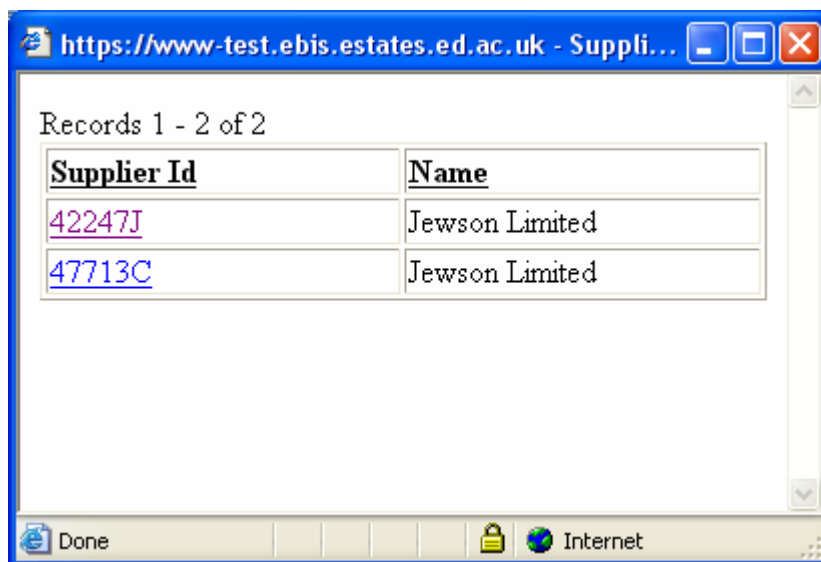 https://www-test.ebis.estates.ed.ac.uk - Suppli...
Records 1 - 2 of 2
Supplier Id Name
42247J Jewson Limited
47713C Jewson Limited
Done Internet